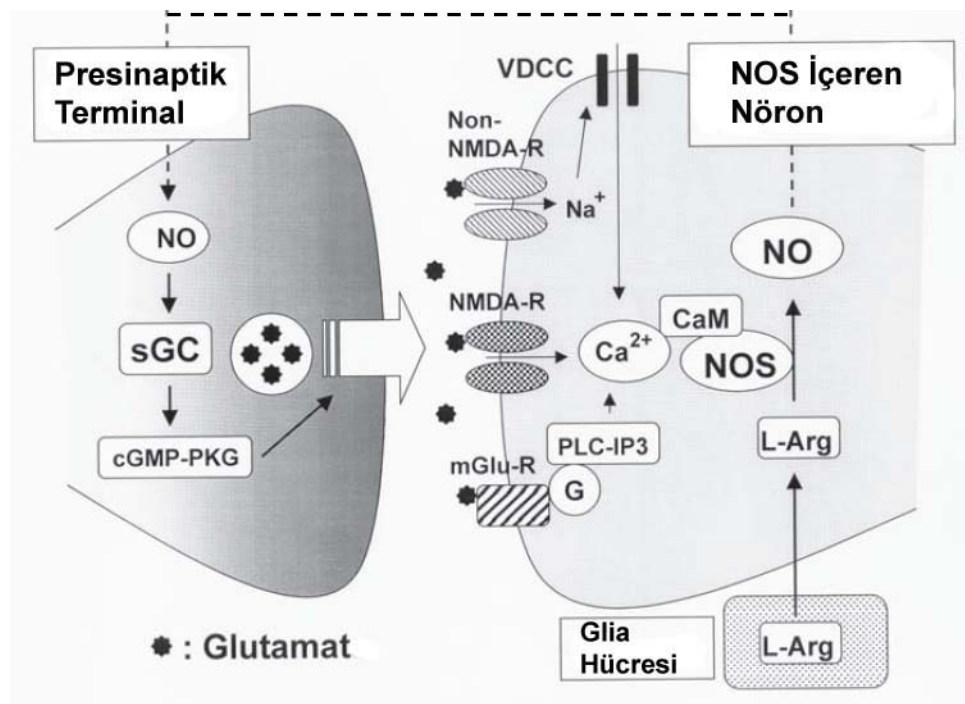 Presinaptik
Terminal
NO
sGC
cGMP-PKG
VDCC
Non-
NMDA-R
Na+
NMDA-R
Ca2+
CaM
NOS
PLC-IP3
mGlu-R
G
NOS İçeren
Nöron
NO
L-Arg
Glia
Hücresi
L-Arg
: Glutamat